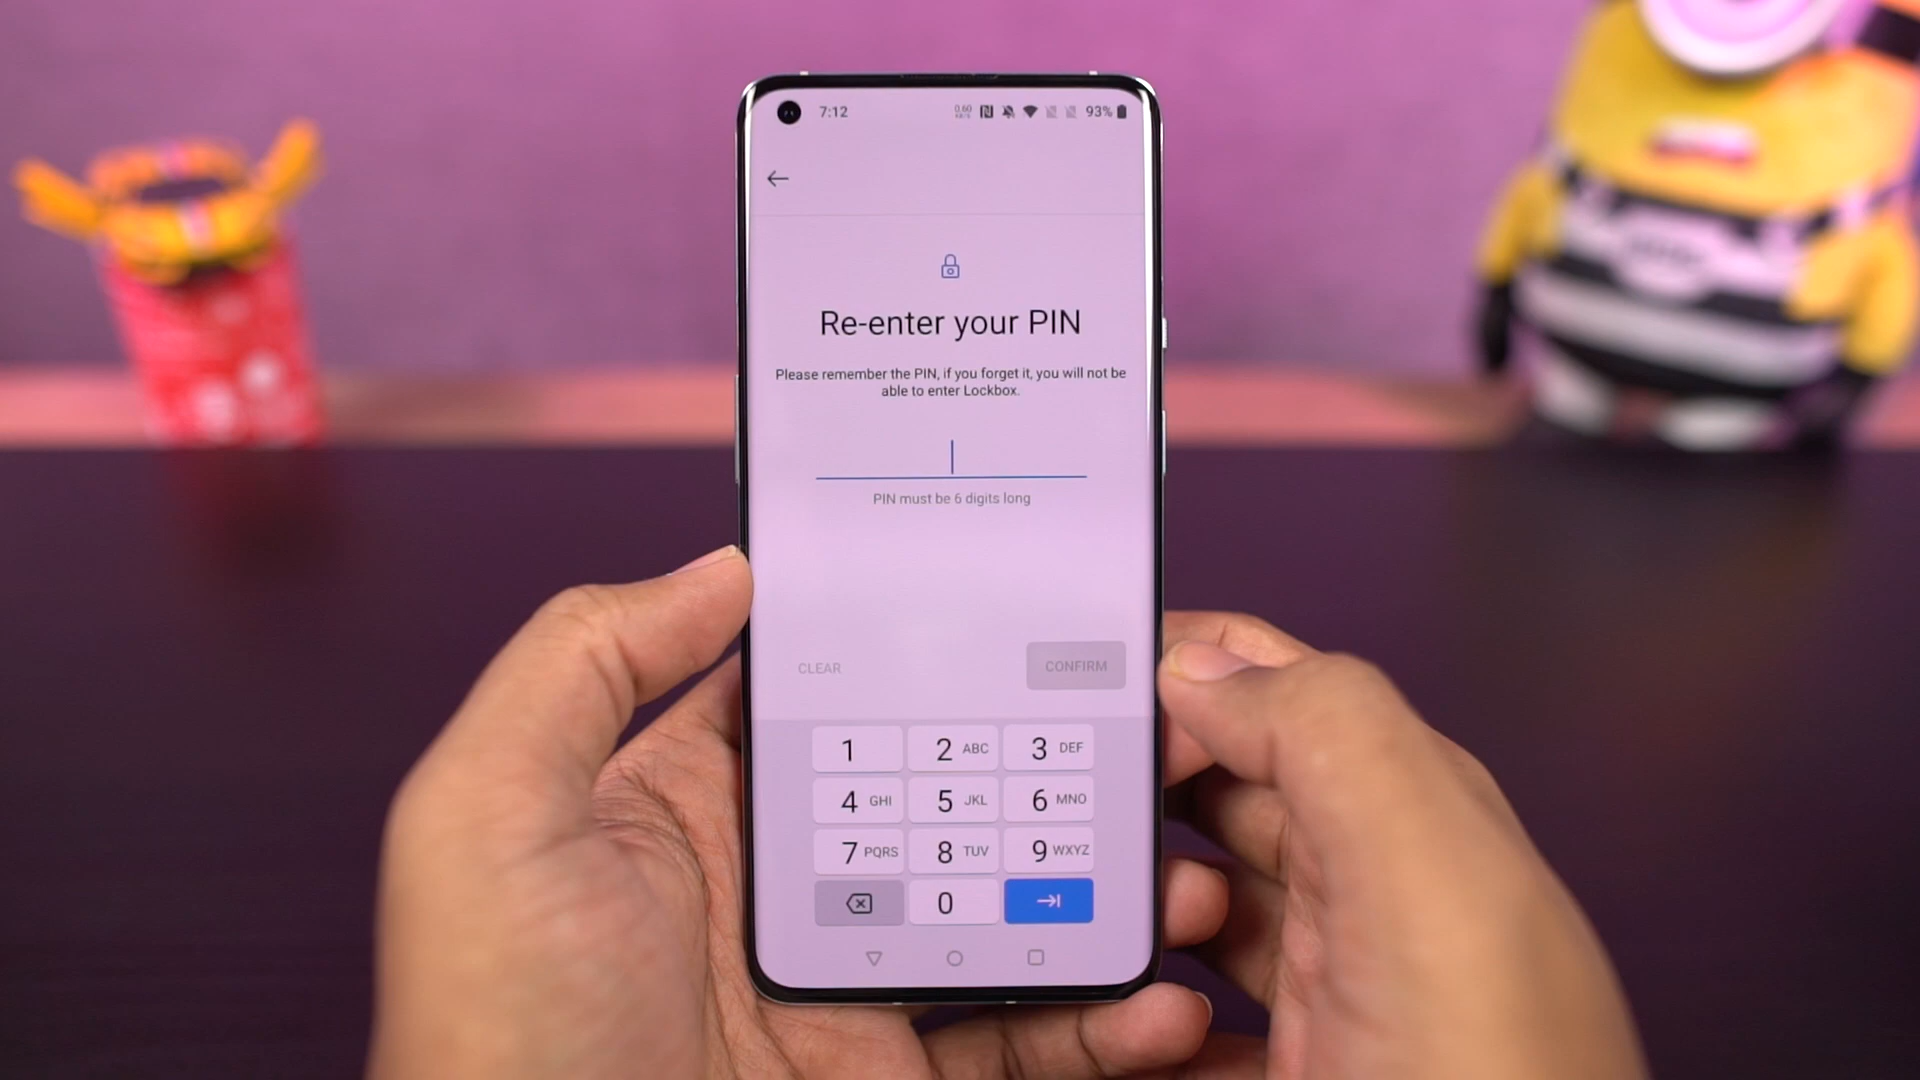 7:12
0.60
93%
Re-enter your PIN
Please remember the PIN, if you forget it, you will not be
able to enter Lockbox.
PIN must be 6 digits long
CLEAR CONFIRM
1 2 ABC 3 DEF
4 GHI 5 JKL 6 MNO
7 PQRS 8 TUV 9 WXYZ
0